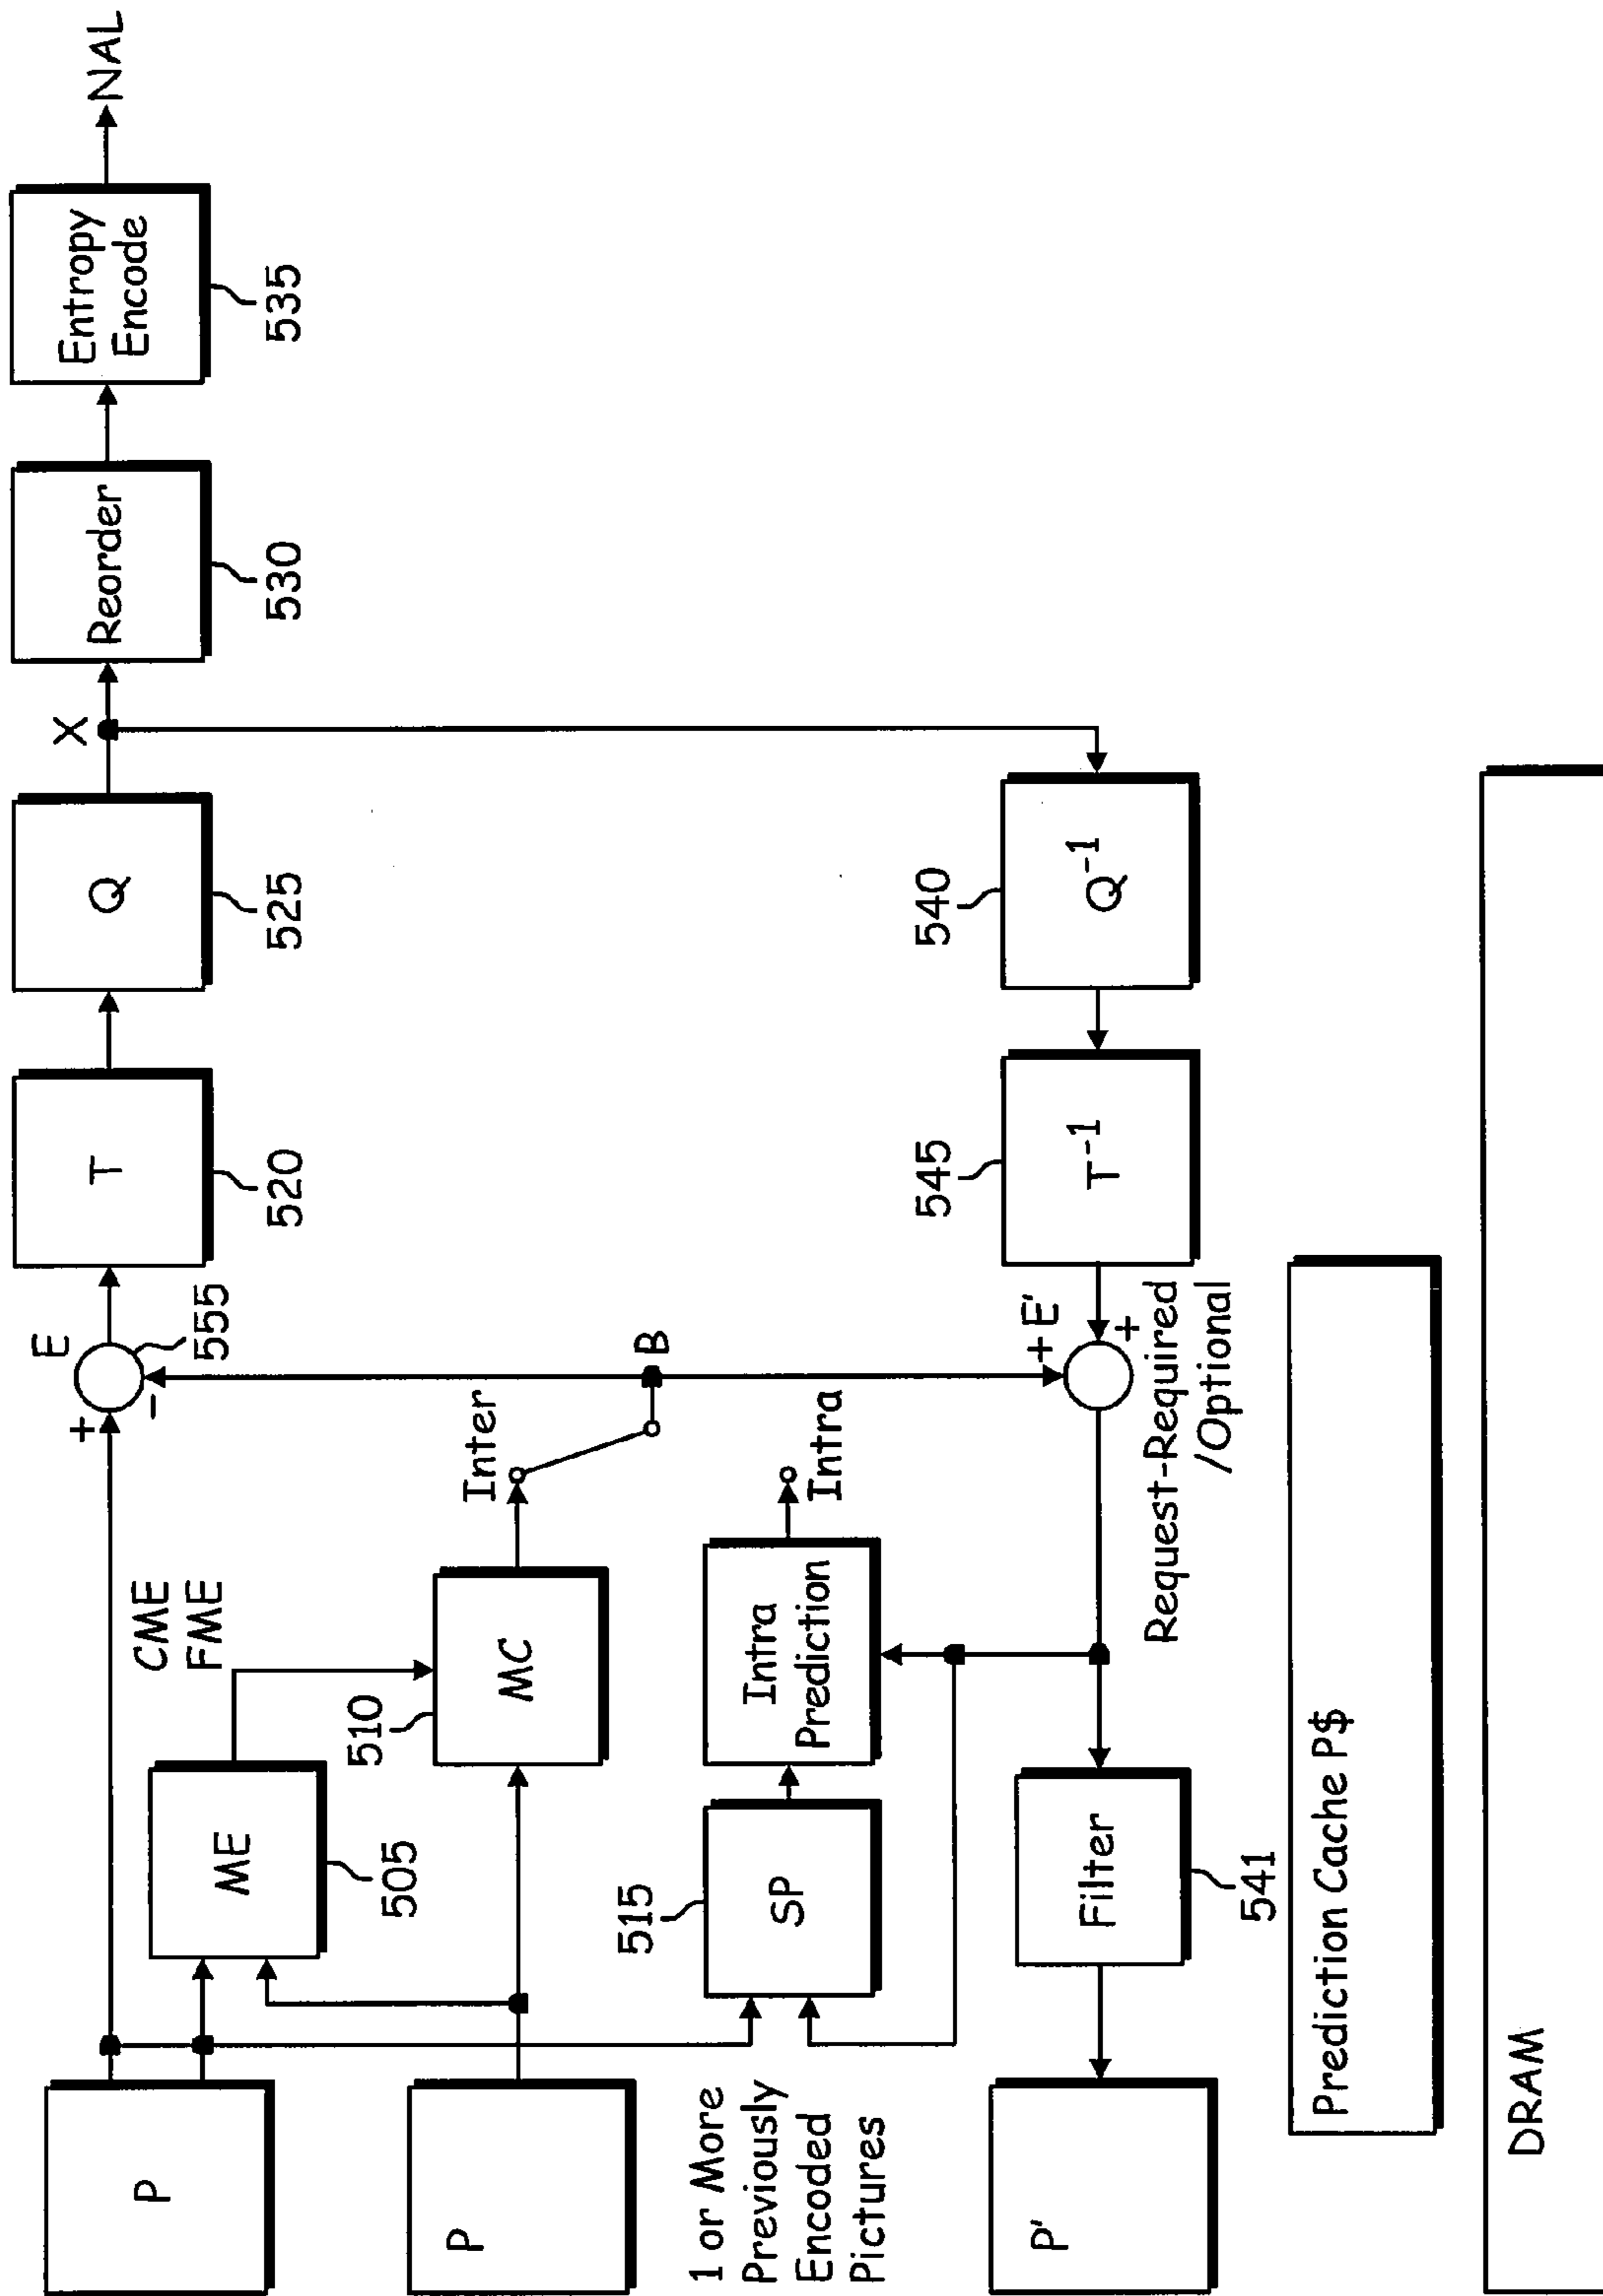 P
P
1 or More
Previously
Encoded
Pictures
P'
ME
505
CME
FME
510
MC
515
SP
Intra
Prediction
Filter
541
Inter
Intra
B
+
-
E
555
T
520
Q
525
X
Reorder
530
Entropy
Encode
535
NAL
540
Q⁻¹
545
T⁻¹
+ E'
+
Request-Required
/Optional
Prediction Cache P$
DRAM